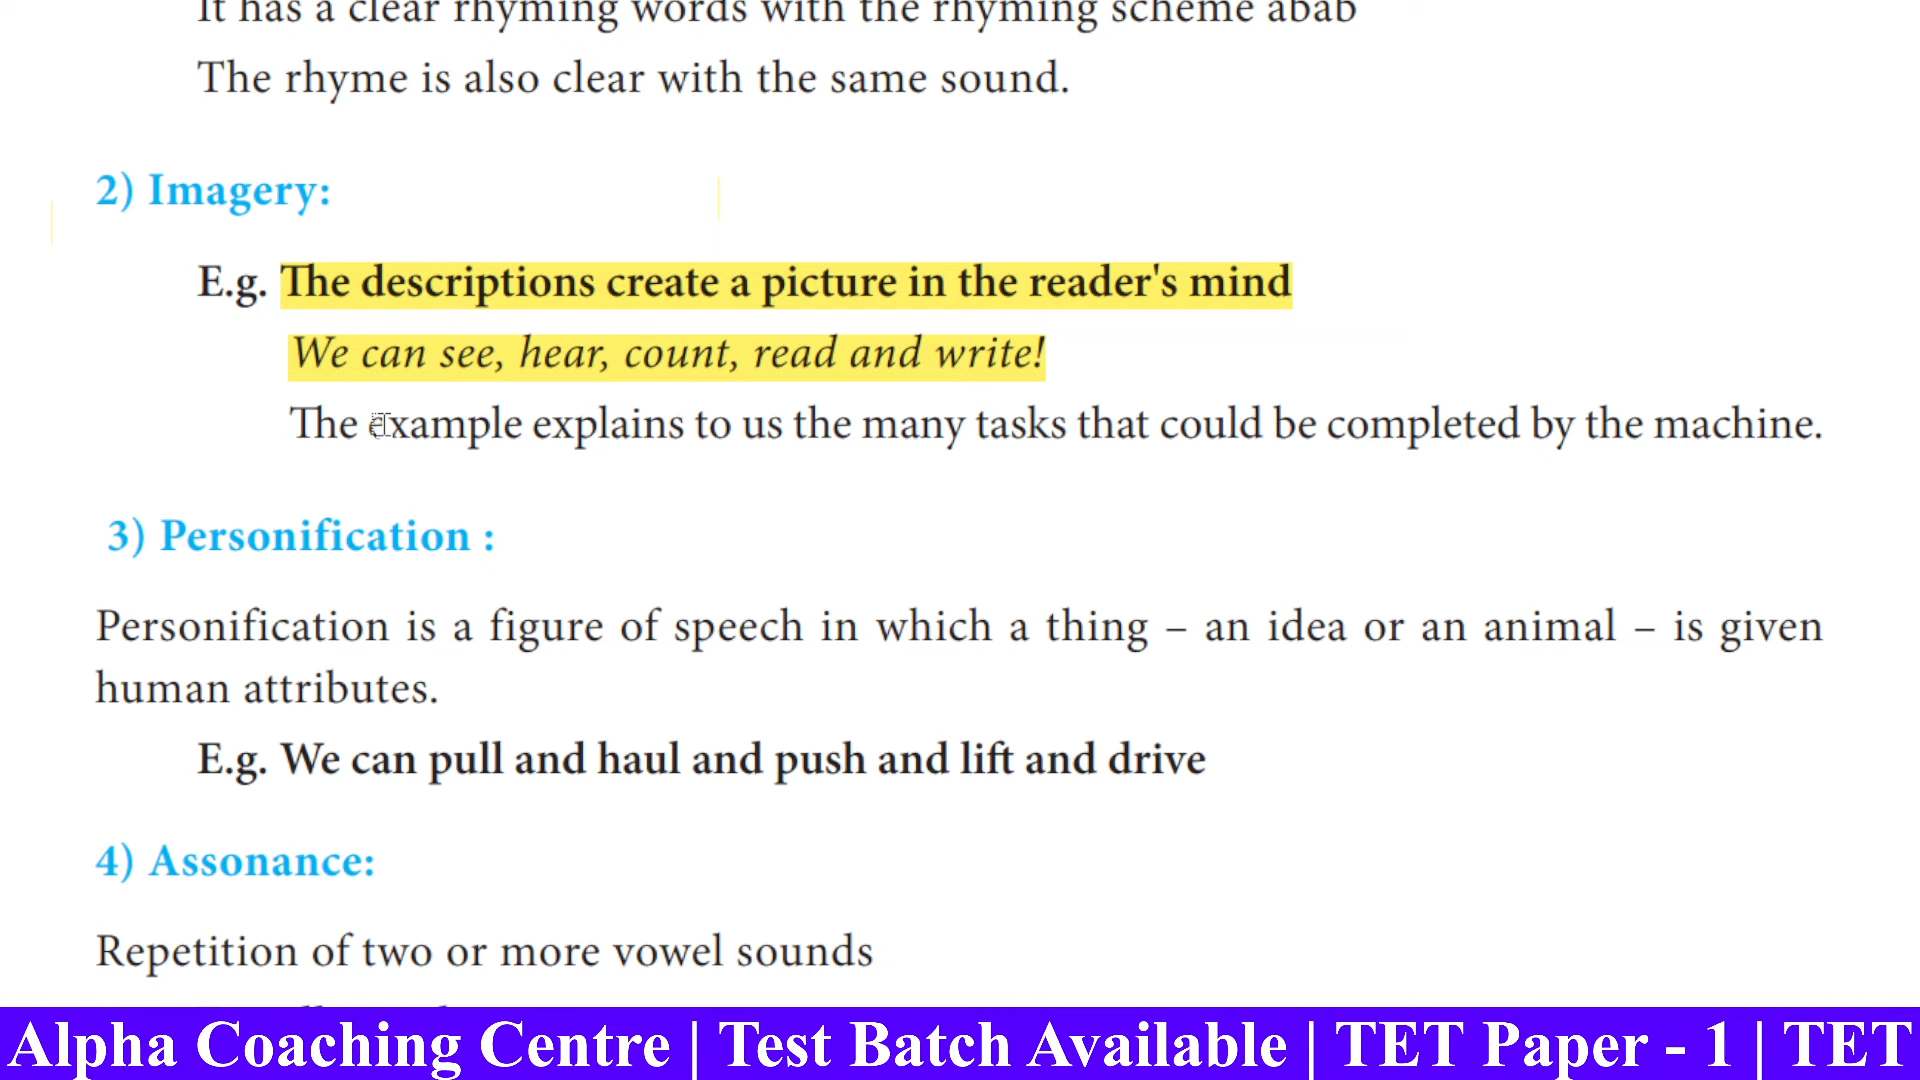 It has a clear rhyming words with the rhyming scheme abab
The rhyme is also clear with the same sound.
2) Imagery:
E.g. The descriptions create a picture in the reader's mind
We can see, hear, count, read and write!
The example explains to us the many tasks that could be completed by the machine.
3) Personification :
Personification is a figure of speech in which a thing – an idea or an animal – is given
human attributes.
E.g. We can pull and haul and push and lift and drive
4) Assonance:
Repetition of two or more vowel sounds
Alpha Coaching Centre | Test Batch Available | TET Paper - 1 | TET